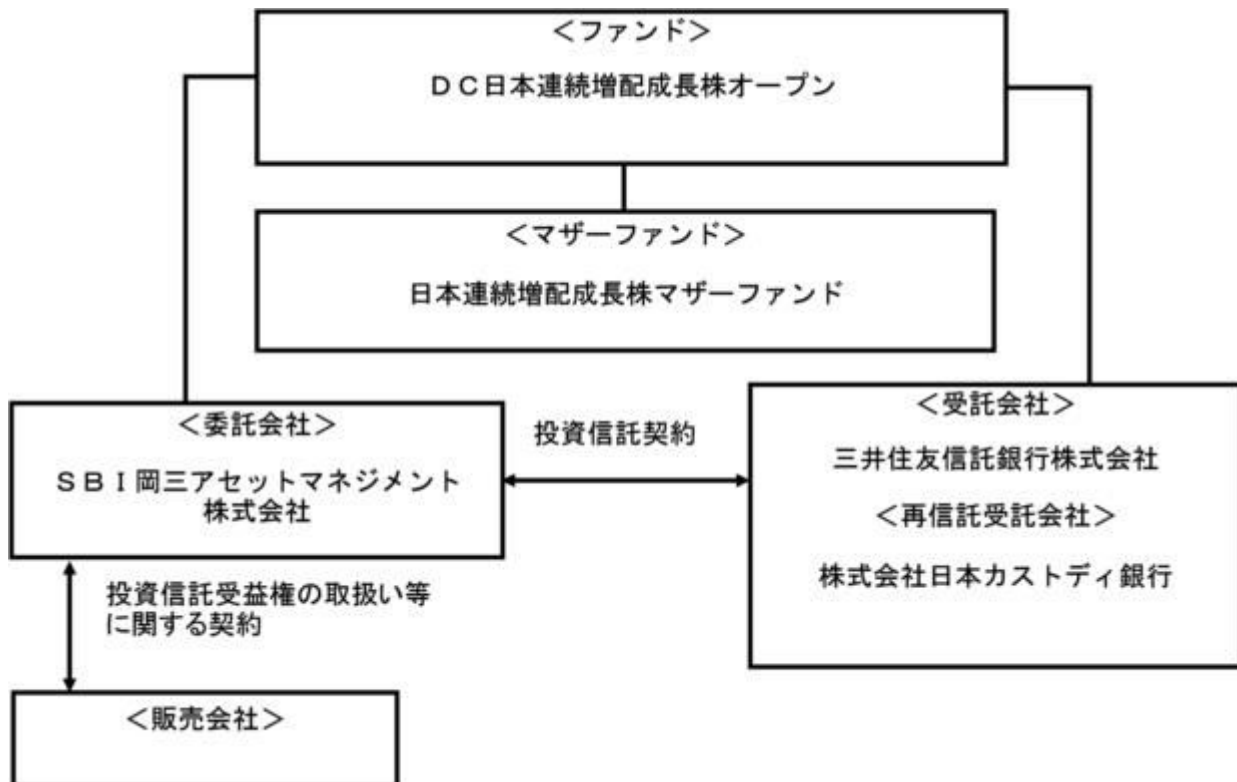 ＜ファンド＞
ＤＣ日本連続増配成長株オープン
＜マザーファンド＞
日本連続増配成長株マザーファンド
＜委託会社＞
ＳＢＩ岡三アセットマネジメント
株式会社
投資信託契約
＜受託会社＞
三井住友信託銀行株式会社
＜再信託受託会社＞
株式会社日本カストディ銀行
投資信託受益権の取扱い等
に関する契約
＜販売会社＞